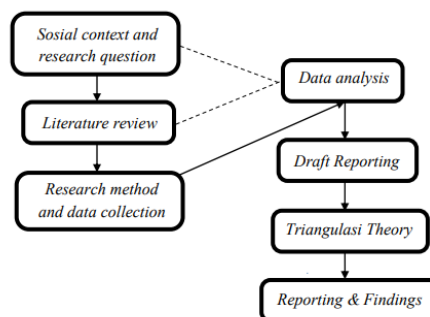 Sosial context and
research question
Literature review
Research method
and data collection
Data analysis
Draft Reporting
Triangulasi Theory
Reporting & Findings